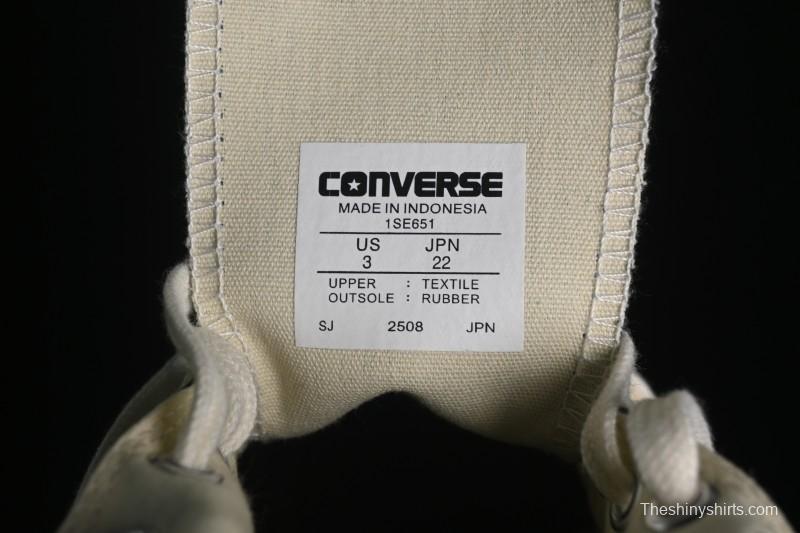 CONVERSE
MADE IN INDONESIA
1SE651
US JPN
3 22
UPPER : TEXTILE
OUTSOLE : RUBBER
SJ 2508 JPN
Theshinyshirts.com